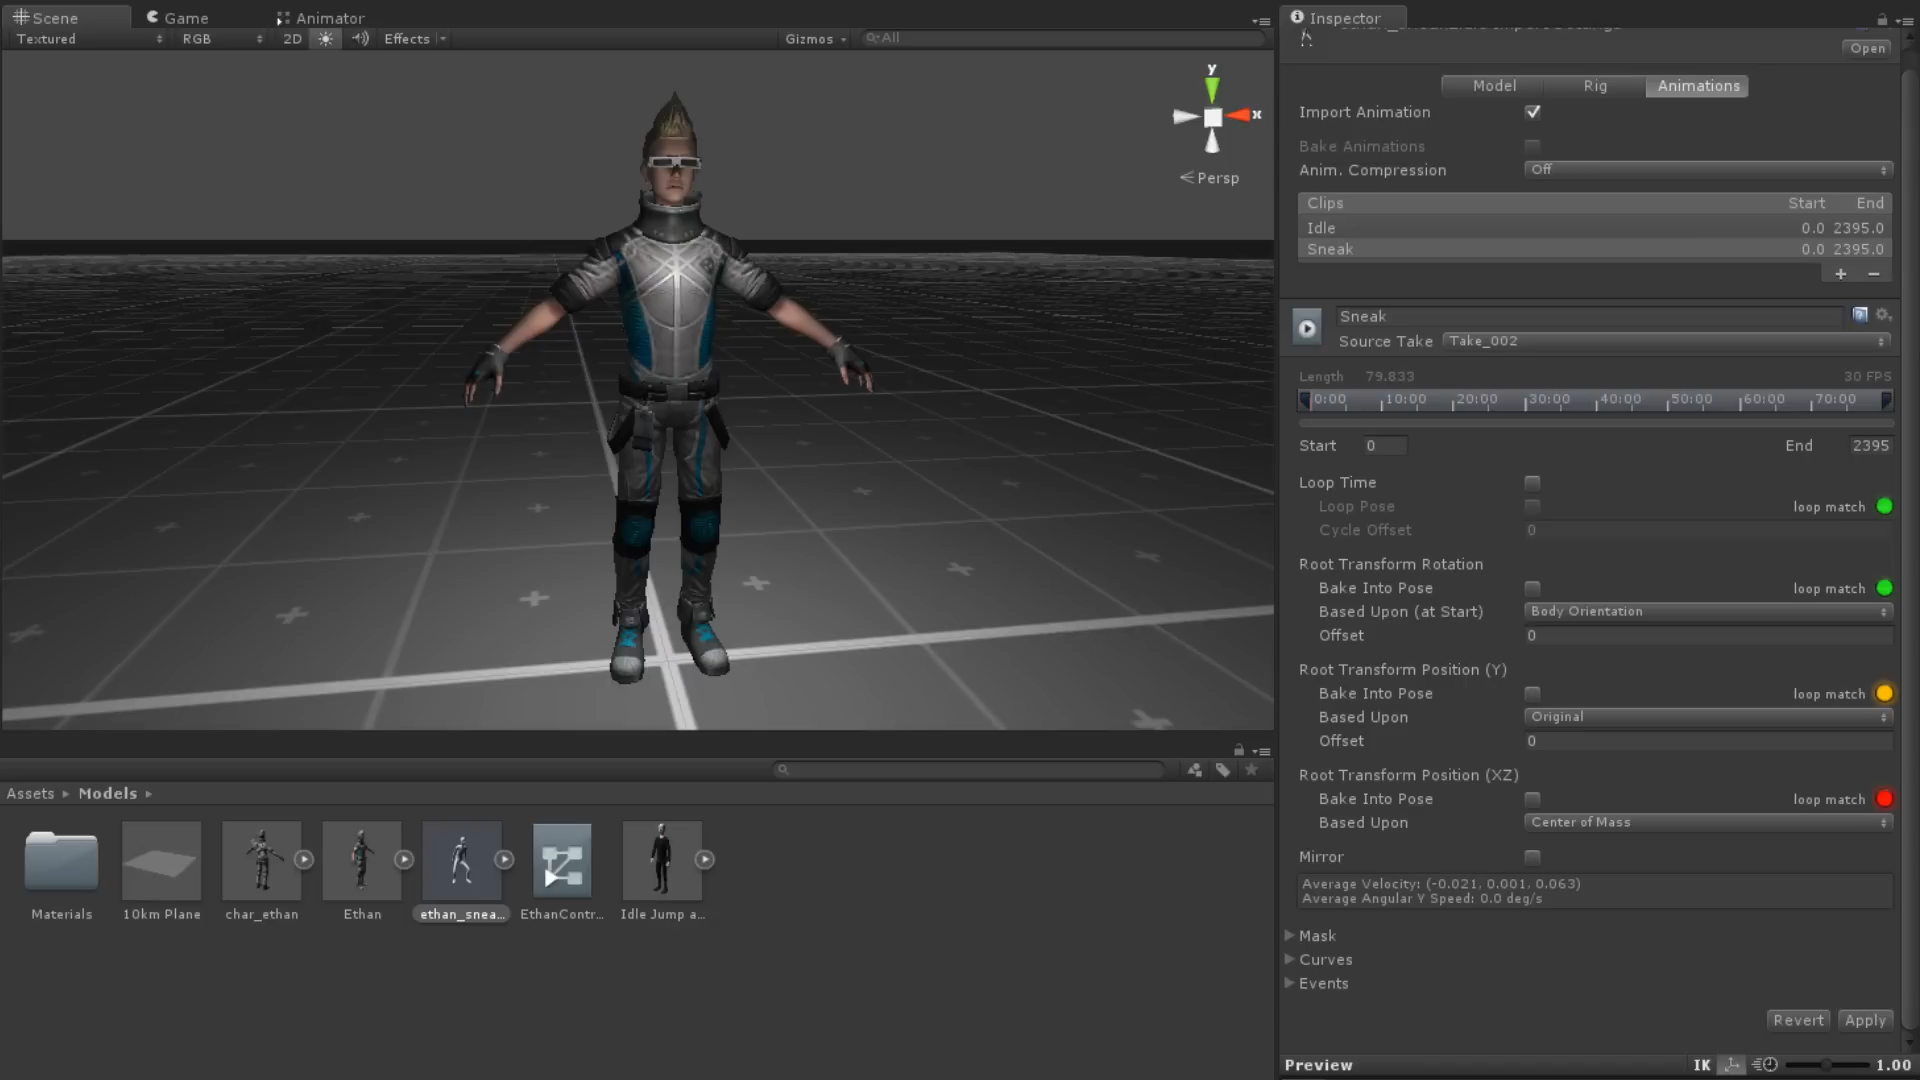 Scene Game Animator
Textured RGB 2D Effects Gizmos All
y
x
Persp
Assets Models
Materials 10km Plane char_ethan Ethan ethan_snea... EthanContr... Idle Jump a...
Inspector
Open
Model Rig Animations
Import Animation
Bake Animations
Anim. Compression Off
Clips Start End
Idle 0.0 2395.0
Sneak 0.0 2395.0
+ −
Sneak
Source Take Take_002
Length 79.833 30 FPS
0:00 10:00 20:00 30:00 40:00 50:00 60:00 70:00
Start 0 End 2395
Loop Time
Loop Pose loop match
Cycle Offset 0
Root Transform Rotation
Bake Into Pose loop match
Based Upon (at Start) Body Orientation
Offset 0
Root Transform Position (Y)
Bake Into Pose loop match
Based Upon Original
Offset 0
Root Transform Position (XZ)
Bake Into Pose loop match
Based Upon Center of Mass
Mirror
Average Velocity: (-0.021, 0.001, 0.063)
Average Angular Y Speed: 0.0 deg/s
Mask
Curves
Events
Revert Apply
Preview IK 1.00